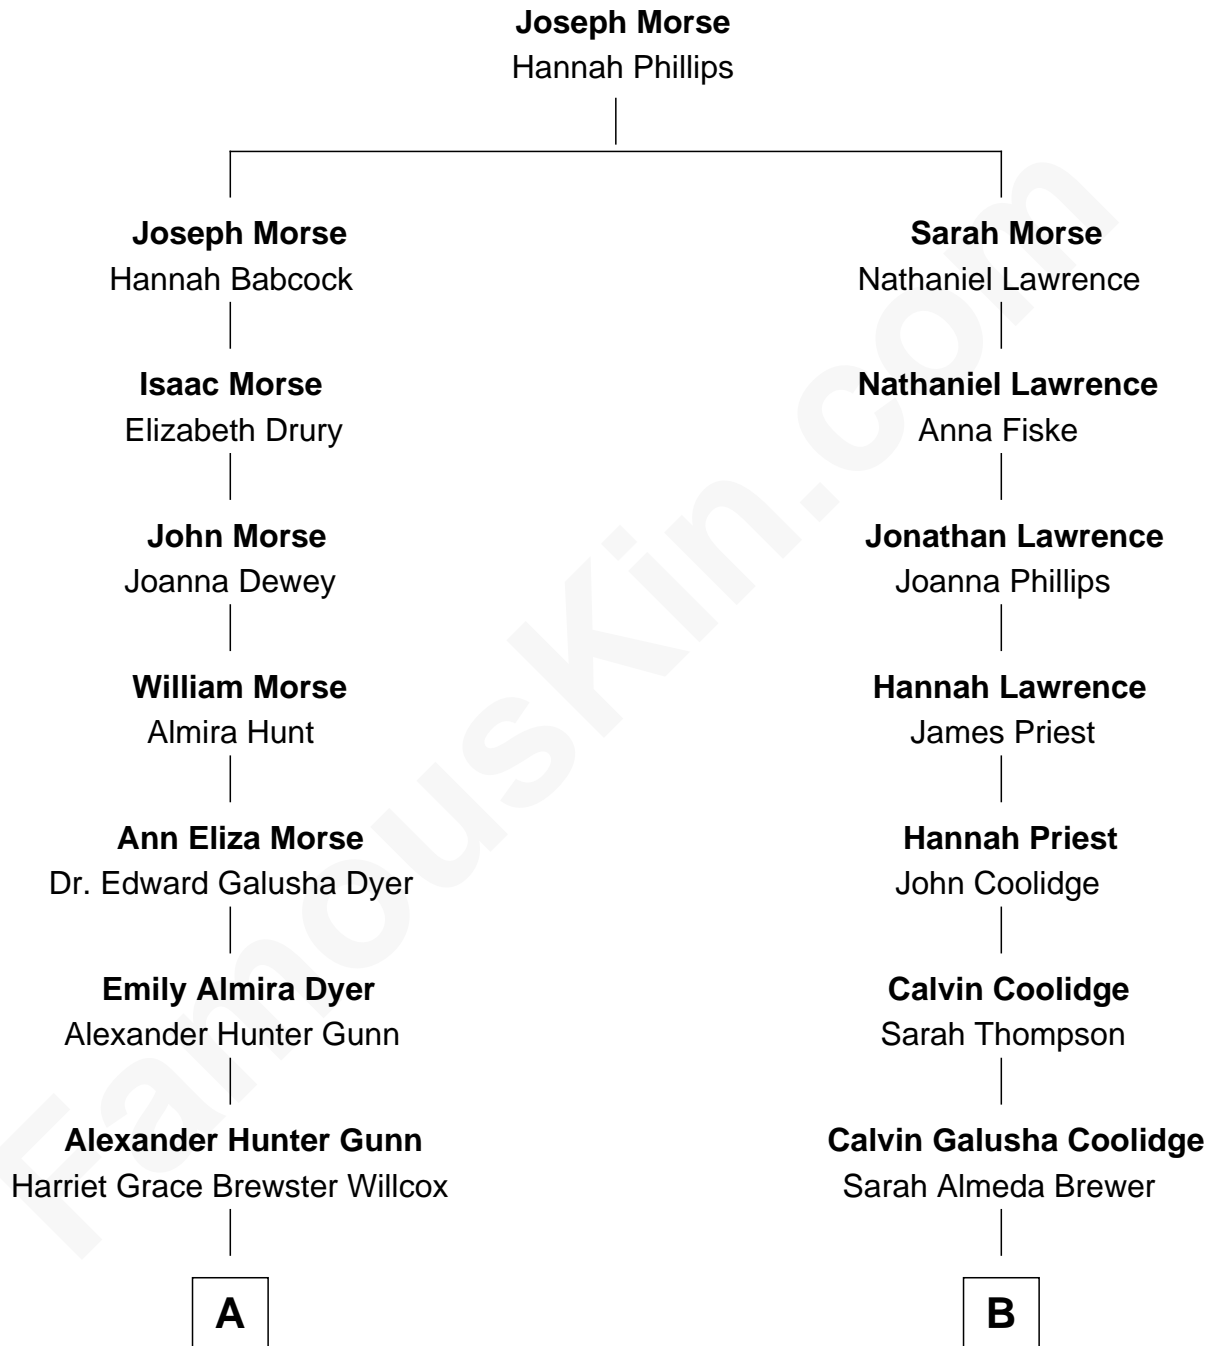 Joseph Morse
Hannah Phillips
Joseph Morse
Hannah Babcock
Sarah Morse
Nathaniel Lawrence
Isaac Morse
Elizabeth Drury
Nathaniel Lawrence
Anna Fiske
John Morse
Joanna Dewey
Jonathan Lawrence
Joanna Phillips
William Morse
Almira Hunt
Hannah Lawrence
James Priest
Ann Eliza Morse
Dr. Edward Galusha Dyer
Hannah Priest
John Coolidge
Emily Almira Dyer
Alexander Hunter Gunn
Calvin Coolidge
Sarah Thompson
Alexander Hunter Gunn
Harriet Grace Brewster Willcox
Calvin Galusha Coolidge
Sarah Almeda Brewer
A
B
FamousKin.com